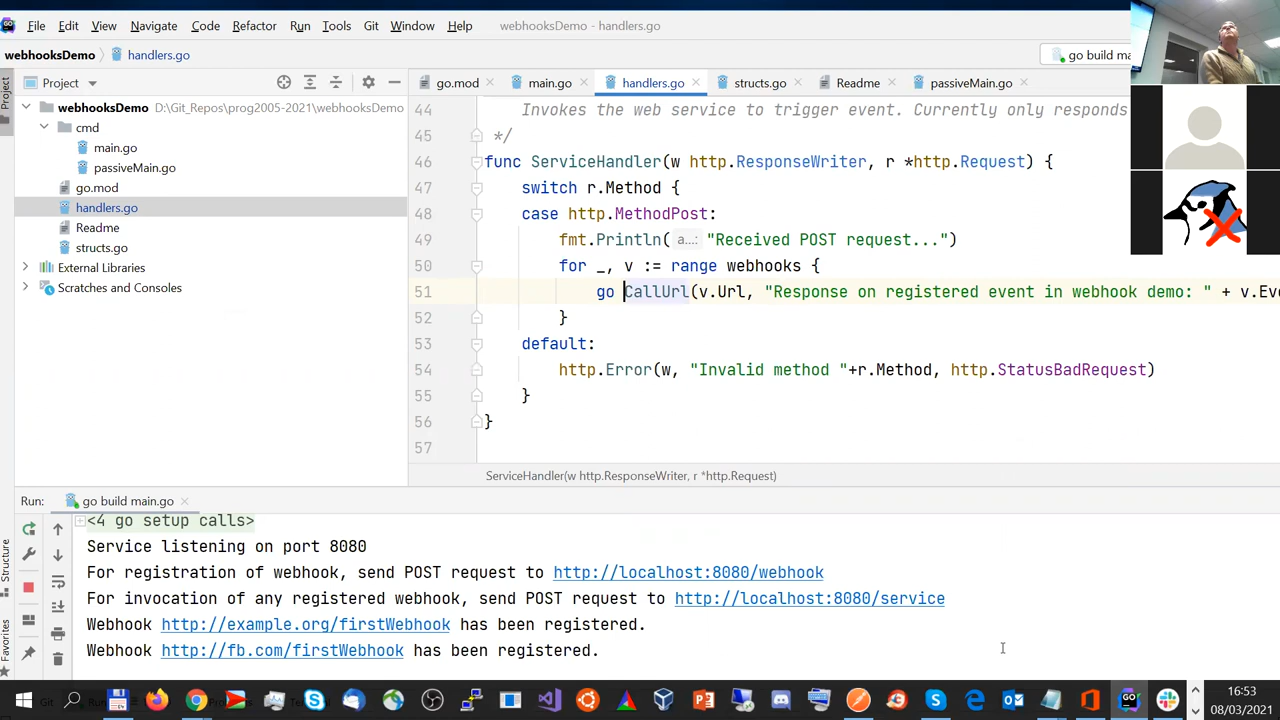 File Edit View Navigate Code Refactor Run Tools Git Window Help webhooksDemo - handlers.go
webhooksDemo handlers.go go build ma
Project
go.mod main.go handlers.go structs.go Readme passiveMain.go
webhooksDemo D:\Git_Repos\prog2005-2021\webhooksDemo
cmd
main.go
passiveMain.go
go.mod
handlers.go
Readme
structs.go
External Libraries
Scratches and Consoles
44 Invokes the web service to trigger event. Currently only responds
45 */
46 func ServiceHandler(w http.ResponseWriter, r *http.Request) {
47 switch r.Method {
48 case http.MethodPost:
49 fmt.Println( a...: "Received POST request...")
50 for _, v := range webhooks {
51 go CallUrl(v.Url, "Response on registered event in webhook demo: " + v.Eve
52 }
53 default:
54 http.Error(w, "Invalid method "+r.Method, http.StatusBadRequest)
55 }
56 }
57
ServiceHandler(w http.ResponseWriter, r *http.Request)
Run: go build main.go
<4 go setup calls>
Service listening on port 8080
For registration of webhook, send POST request to http://localhost:8080/webhook
For invocation of any registered webhook, send POST request to http://localhost:8080/service
Webhook http://example.org/firstWebhook has been registered.
Webhook http://fb.com/firstWebhook has been registered.
Project
Structure
Favorites
16:53
08/03/2021